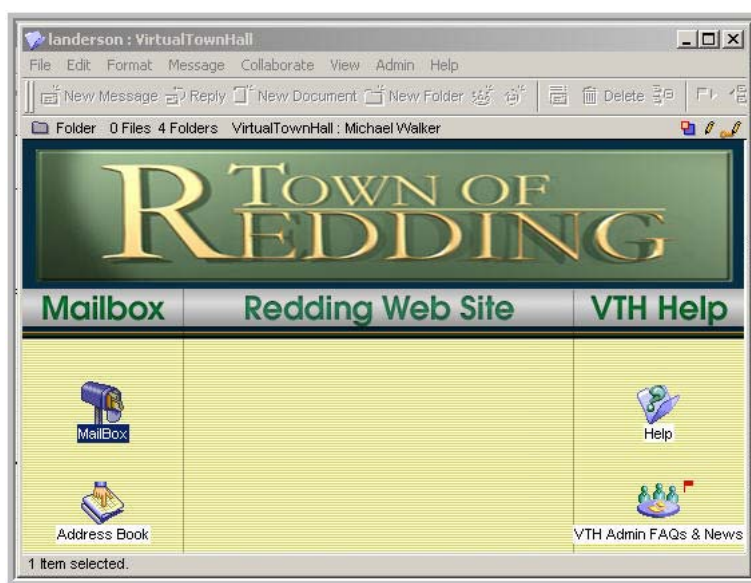 landerson : VirtualTownHall
File Edit Format Message Collaborate View Admin Help
New Message Reply New Document New Folder Delete
Folder 0 Files 4 Folders VirtualTownHall : Michael Walker
TOWN OF
REDDING
Mailbox Redding Web Site VTH Help
MailBox Help
Address Book VTH Admin FAQs & News
1 Item selected.